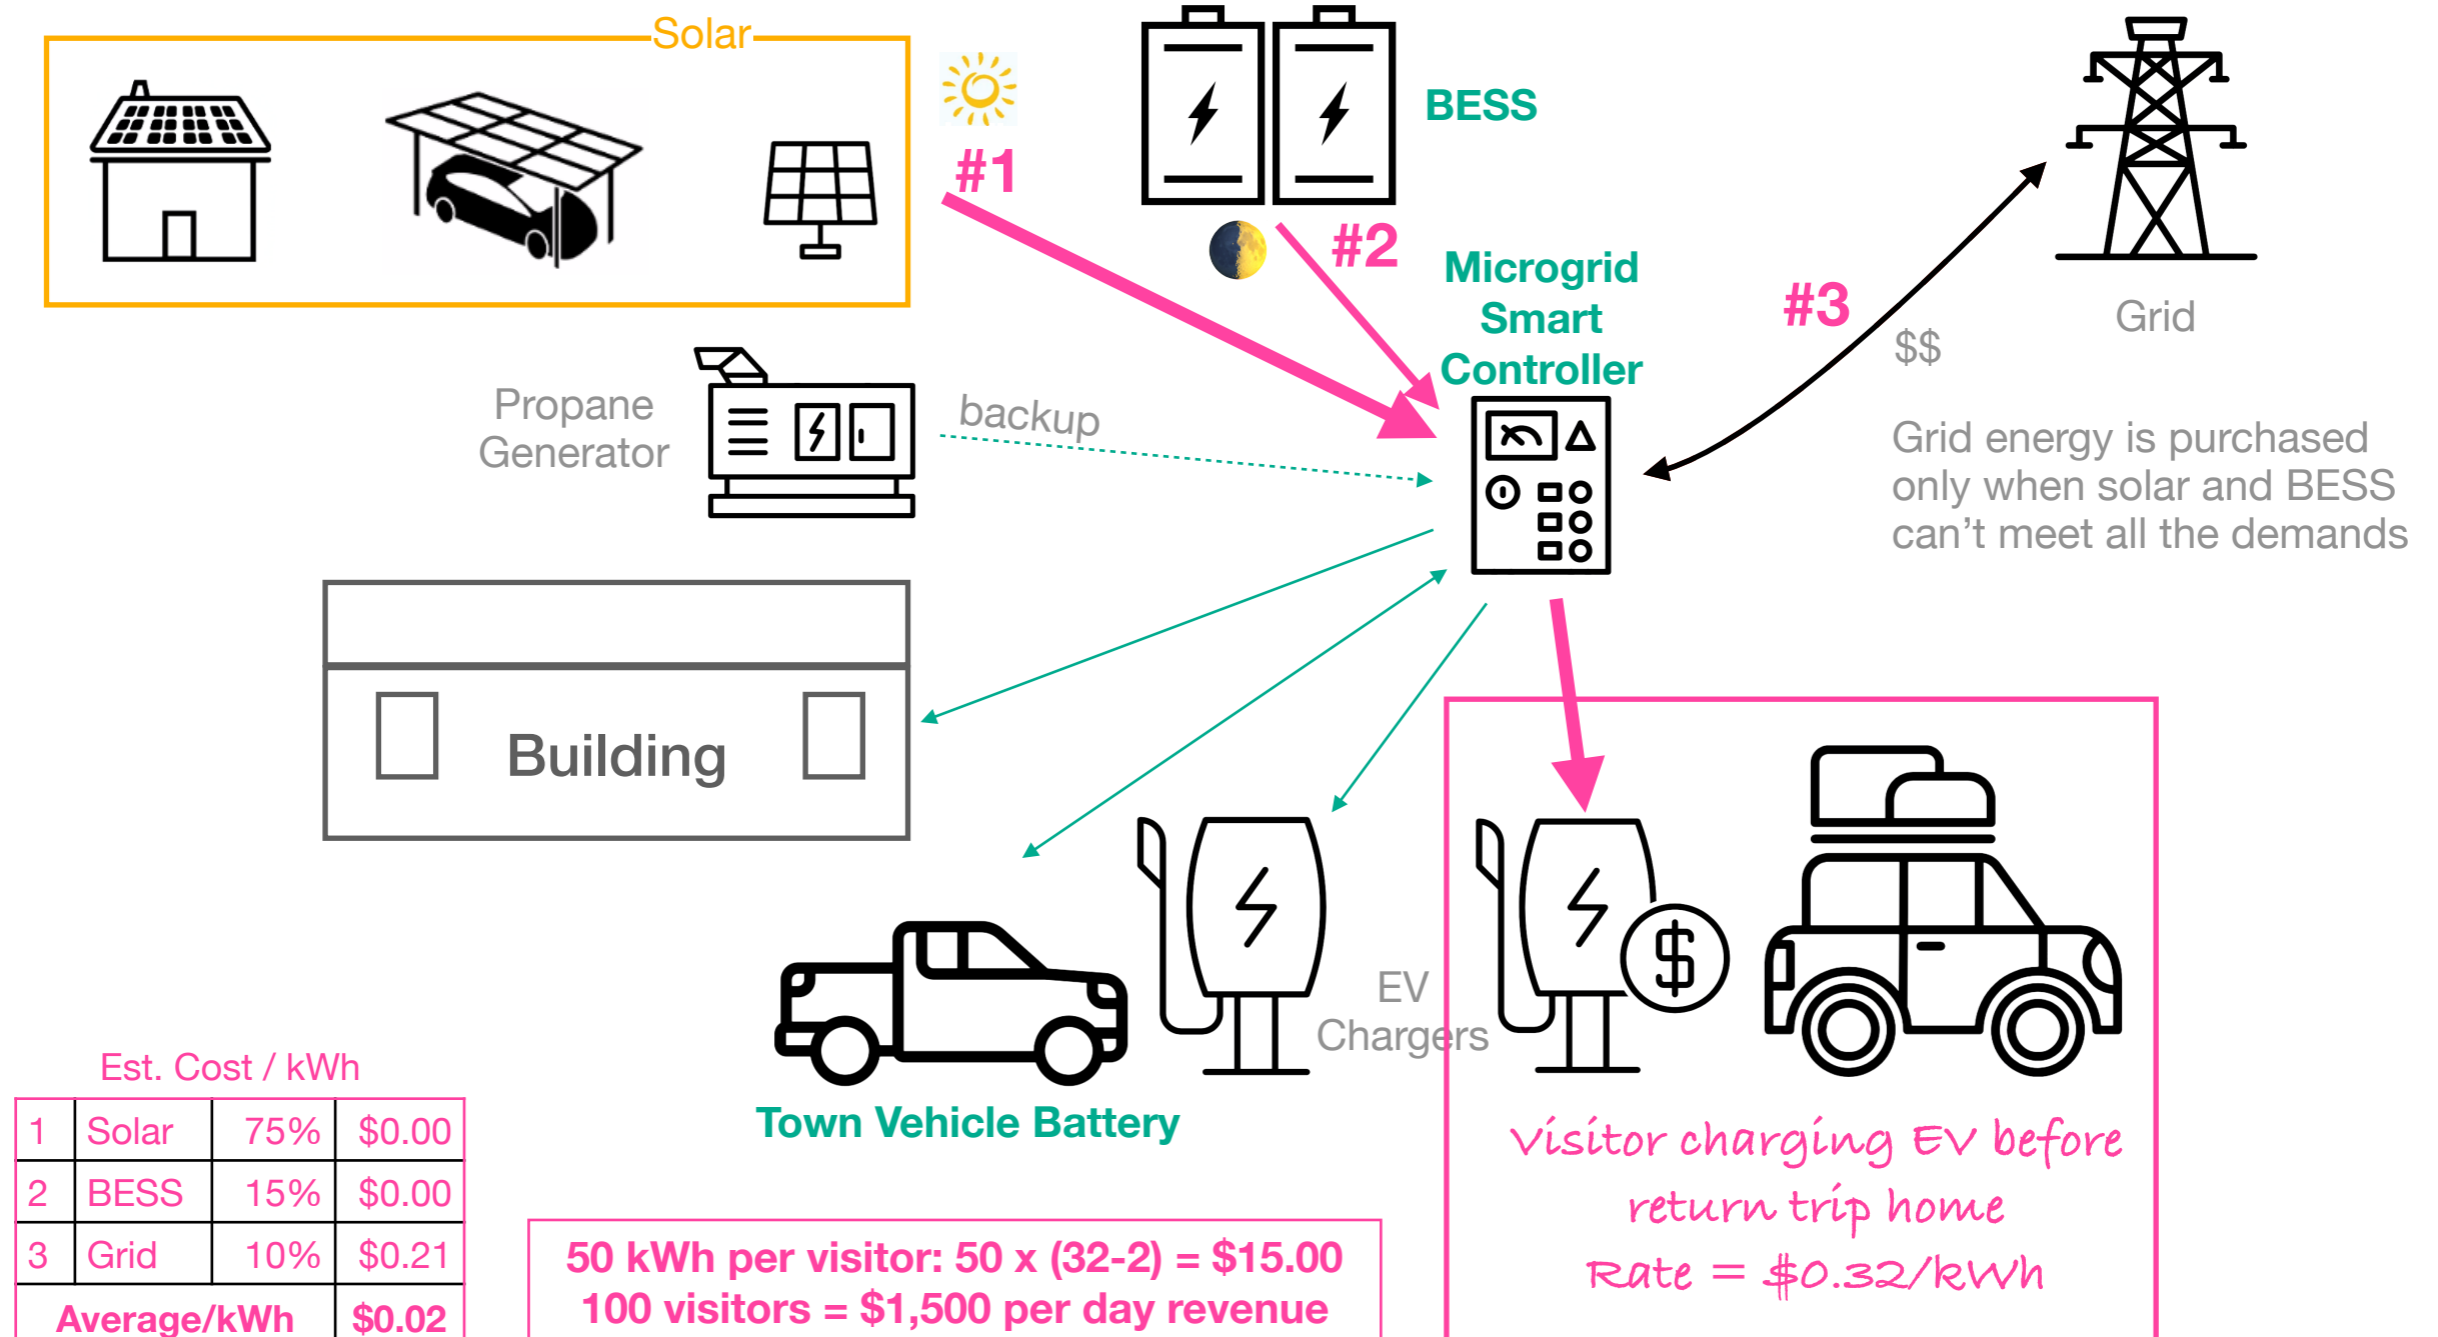 Solar
#1
BESS
#2
Microgrid
Smart
Controller
#3
$$
Grid
Grid energy is purchased
only when solar and BESS
can’t meet all the demands
Propane
Generator
backup
Building
EV
Chargers
$
Town Vehicle Battery
Visitor charging EV before
return trip home
Rate = $0.32/kWh
Est. Cost / kWh
1 Solar 75% $0.00
2 BESS 15% $0.00
3 Grid 10% $0.21
Average/kWh $0.02
50 kWh per visitor: 50 x (32-2) = $15.00
100 visitors = $1,500 per day revenue